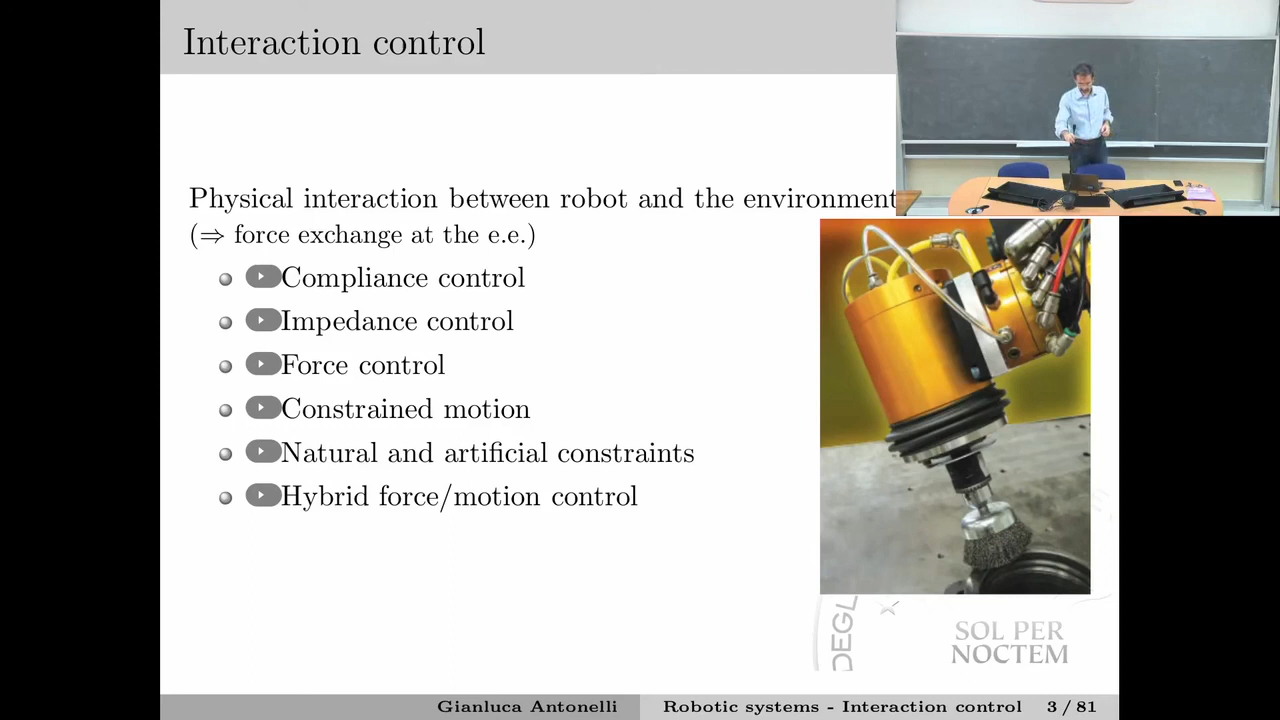 Interaction control
Physical interaction between robot and the environment
(⇒ force exchange at the e.e.)
Compliance control
Impedance control
Force control
Constrained motion
Natural and artificial constraints
Hybrid force/motion control
DEGL
SOL PER
NOCTEM
Gianluca Antonelli
Robotic systems - Interaction control 3 / 81